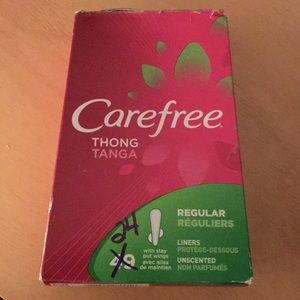 Carefree®
THONG
TANGA
24
with stay
put wings
avec ailes
de maintien
REGULAR
RÉGULIERS
LINERS
PROTÈGE-DESSOUS
UNSCENTED
NON PARFUMÉS